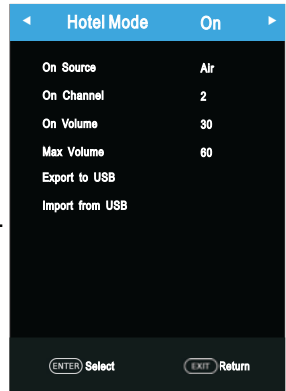 Hotel Mode On
On Source Air
On Channel 2
On Volume 30
Max Volume 60
Export to USB
Import from USB
ENTER Select EXIT Return